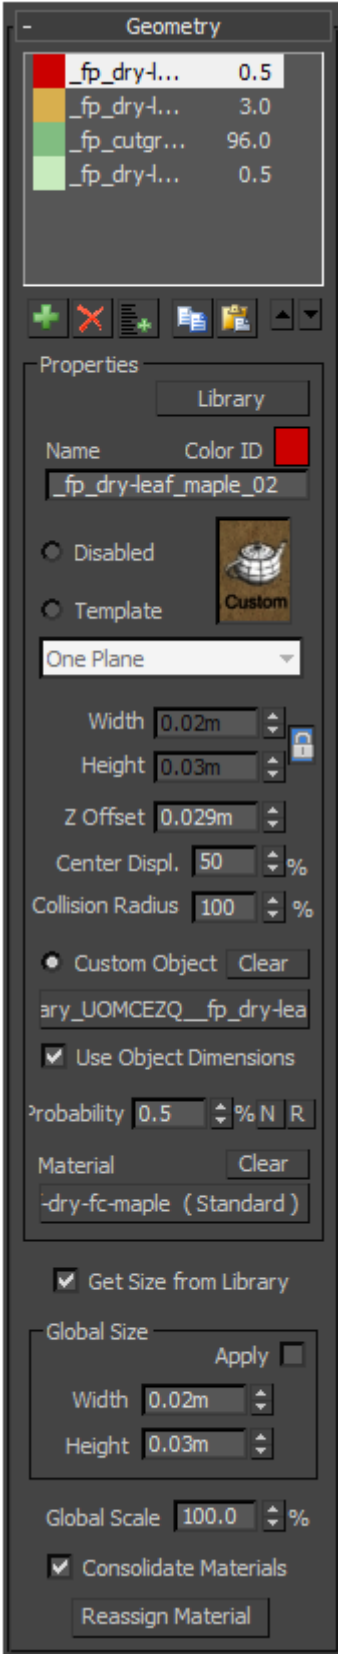 - Geometry
_fp_dry-l... 0.5
_fp_dry-l... 3.0
_fp_cutgr... 96.0
_fp_dry-l... 0.5
Properties
Library
Name Color ID
_fp_dry-leaf_maple_02
Disabled
Custom
Template
One Plane
Width 0.02m
Height 0.03m
Z Offset 0.029m
Center Displ. 50 %
Collision Radius 100 %
Custom Object Clear
ary_UOMCEZQ__fp_dry-lea
Use Object Dimensions
Probability 0.5 % N R
Material Clear
-dry-fc-maple ( Standard )
Get Size from Library
Global Size
Apply
Width 0.02m
Height 0.03m
Global Scale 100.0 %
Consolidate Materials
Reassign Material